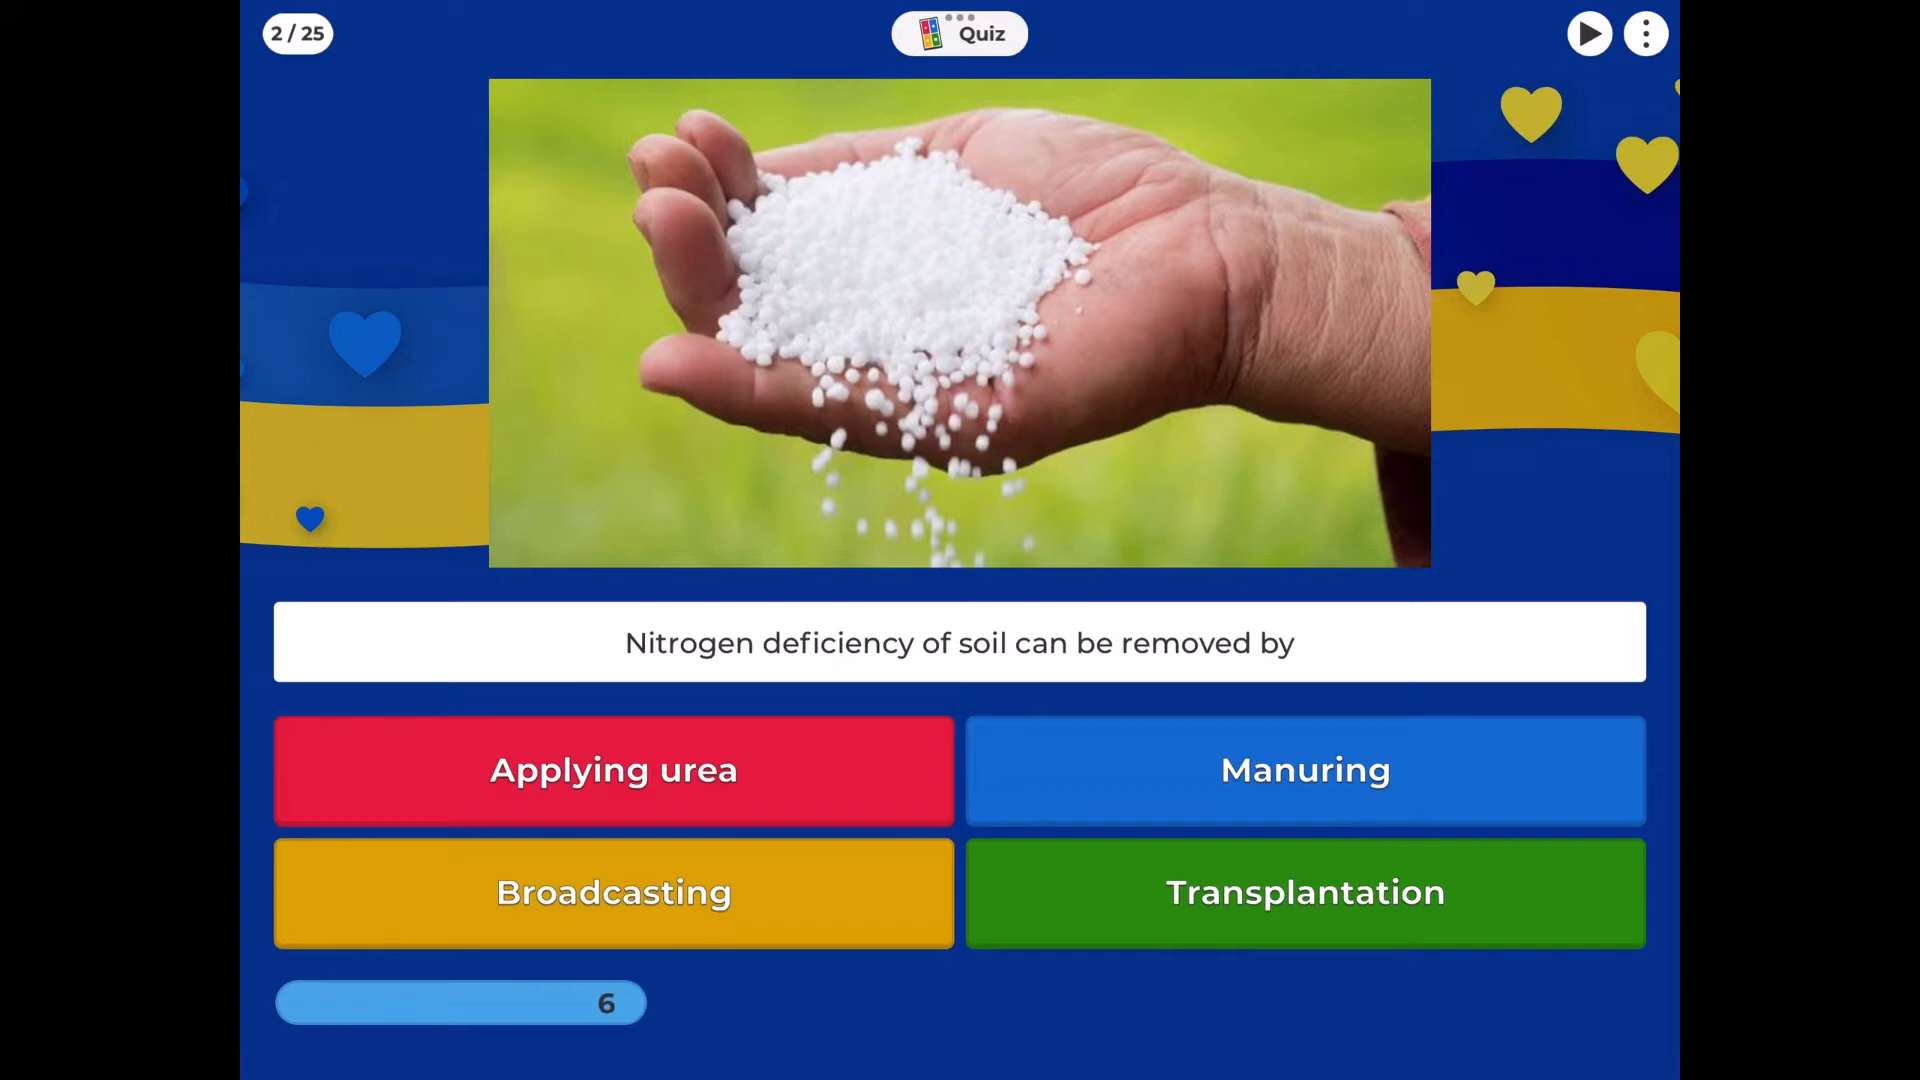 2 / 25
Quiz
Nitrogen deficiency of soil can be removed by
Applying urea
Manuring
Broadcasting
Transplantation
6